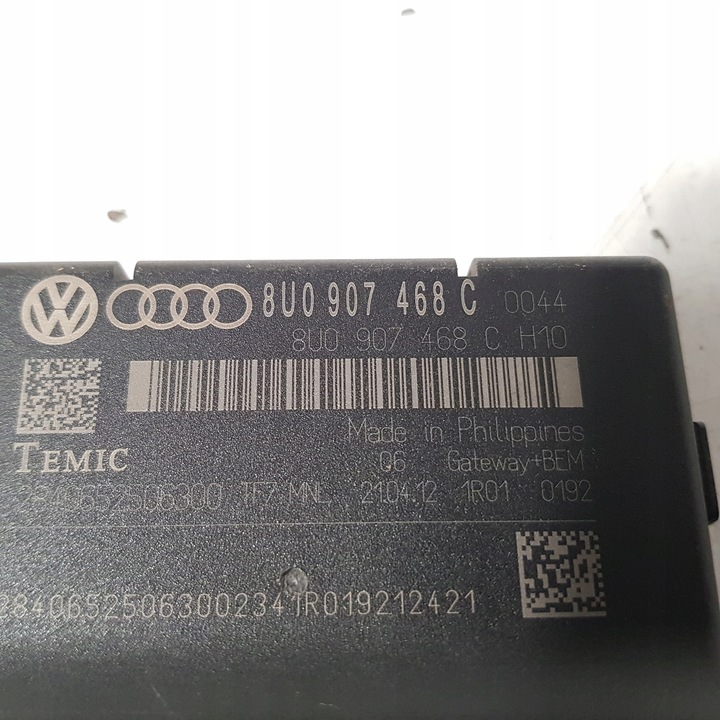 8U0 907 468 C 0044
8U0 907 468 C H10
Made in Philippines
TEMIC Q6 Gateway+BEM
2840652506300 TF7 MNL 21.04.12 1R01 0192
28406525063002341R019212421